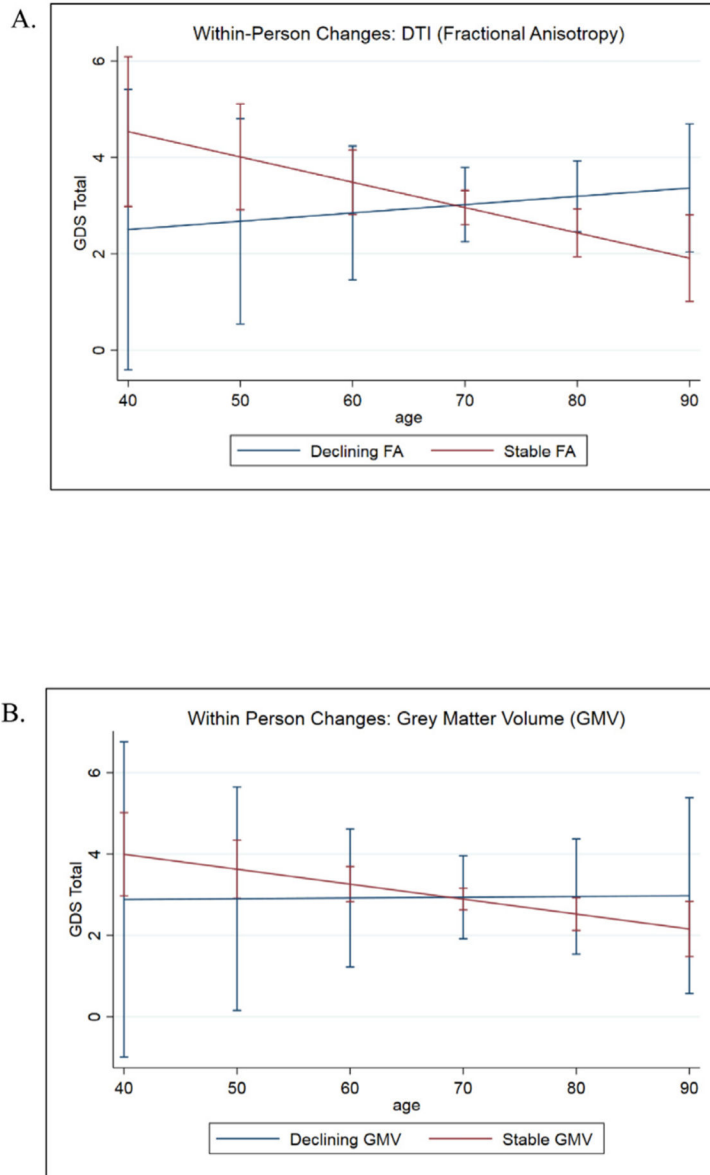 A.
Within-Person Changes: DTI (Fractional Anisotropy)
6
4
2
0
GDS Total
40 50 60 70 80 90
age
Declining FA Stable FA
B.
Within Person Changes: Grey Matter Volume (GMV)
6
4
2
0
GDS Total
40 50 60 70 80 90
age
Declining GMV Stable GMV